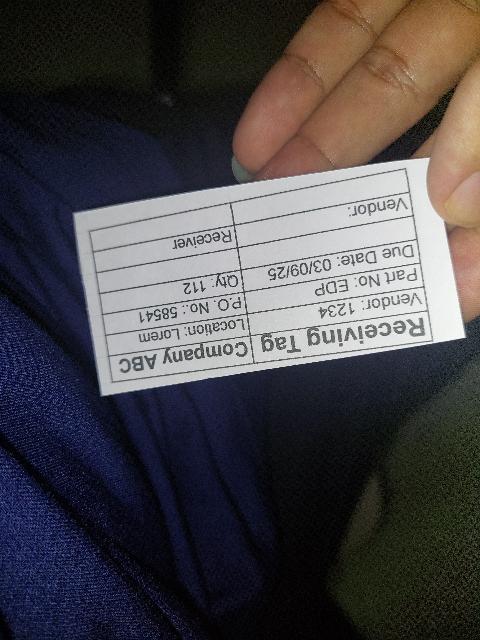 Receiving Tag Company ABC
Vendor: 1234 Location: Lorem
Part No: EDP P.O. No.: 58541
Due Date: 03/09/25 Qty: 112
Vendor: Receiver